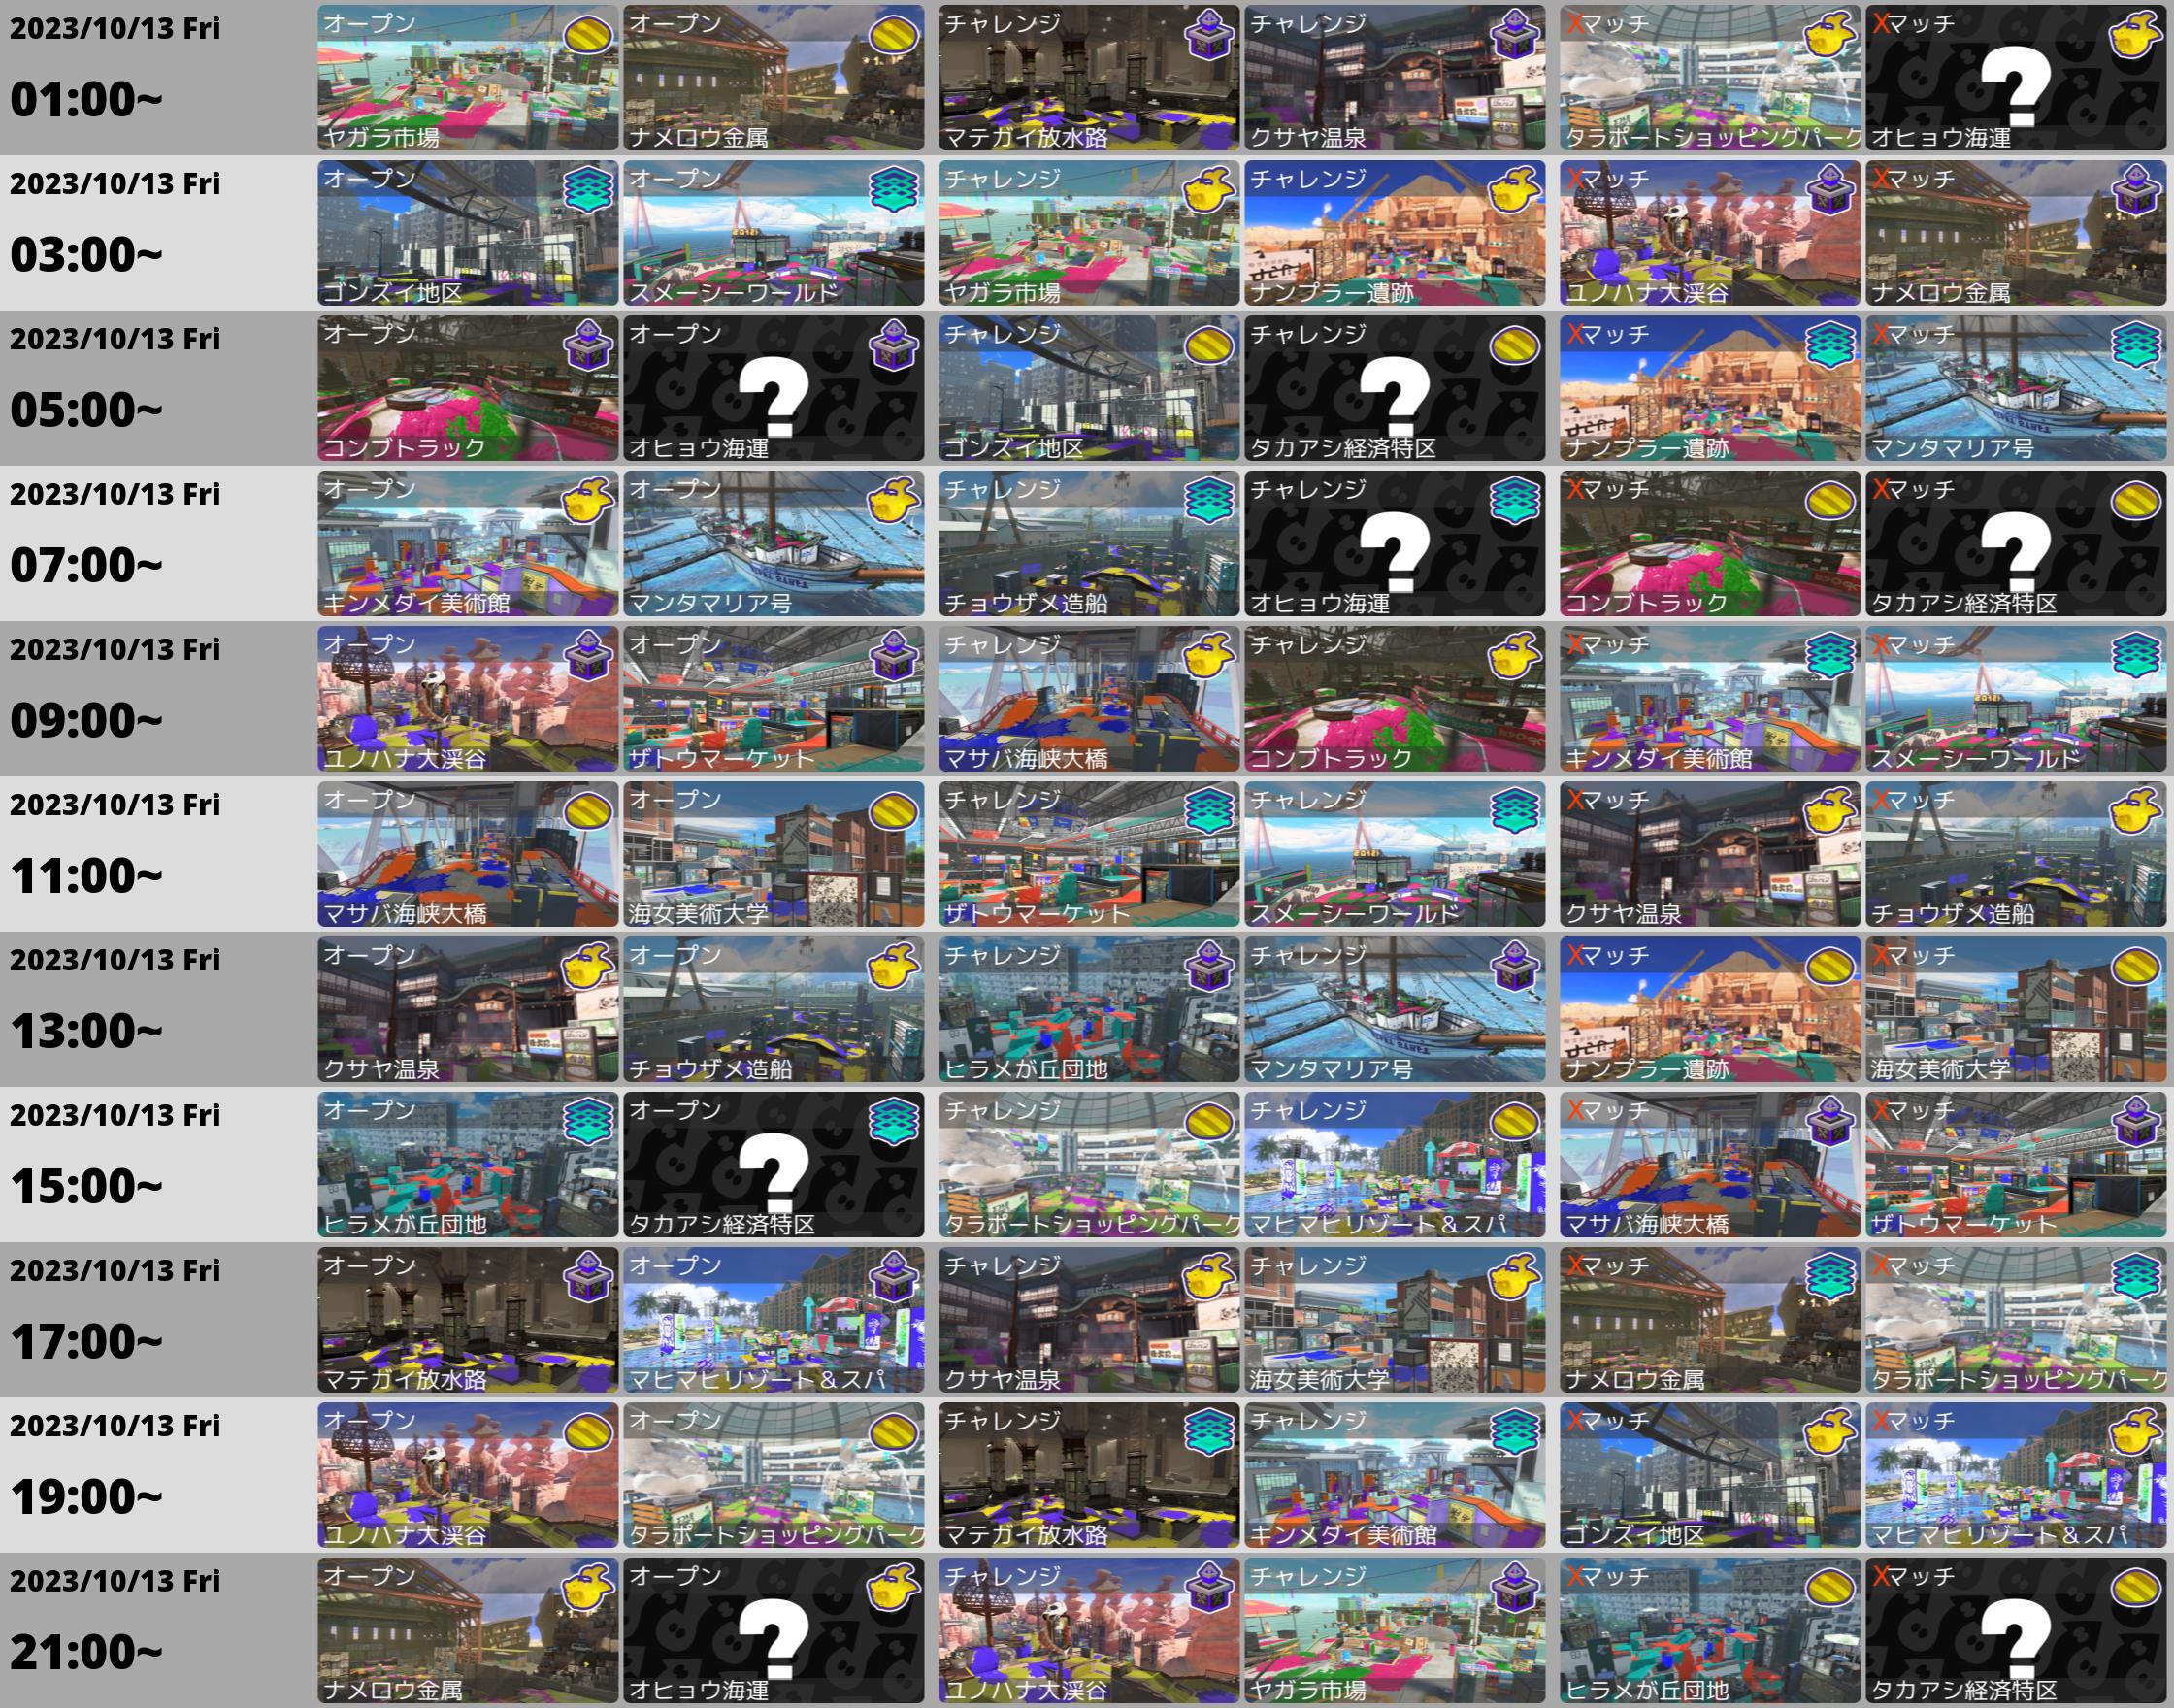 2023/10/13 Fri
01:00~
オープン
ヤガラ市場
オープン
ナメロウ金属
チャレンジ
マテガイ放水路
チャレンジ
クサヤ温泉
Xマッチ
タラポートショッピングパーク
Xマッチ
オヒョウ海運
2023/10/13 Fri
03:00~
オープン
ゴンズイ地区
オープン
スメーシーワールド
チャレンジ
ヤガラ市場
チャレンジ
ナンプラー遺跡
Xマッチ
ユノハナ大渓谷
Xマッチ
ナメロウ金属
2023/10/13 Fri
05:00~
オープン
コンブトラック
オープン
オヒョウ海運
チャレンジ
ゴンズイ地区
チャレンジ
タカアシ経済特区
Xマッチ
ナンプラー遺跡
Xマッチ
マンタマリア号
2023/10/13 Fri
07:00~
オープン
キンメダイ美術館
オープン
マンタマリア号
チャレンジ
チョウザメ造船
チャレンジ
オヒョウ海運
Xマッチ
コンブトラック
Xマッチ
タカアシ経済特区
2023/10/13 Fri
09:00~
オープン
ユノハナ大渓谷
オープン
ザトウマーケット
チャレンジ
マサバ海峡大橋
チャレンジ
コンブトラック
Xマッチ
キンメダイ美術館
Xマッチ
スメーシーワールド
2023/10/13 Fri
11:00~
オープン
マサバ海峡大橋
オープン
海女美術大学
チャレンジ
ザトウマーケット
チャレンジ
スメーシーワールド
Xマッチ
クサヤ温泉
Xマッチ
チョウザメ造船
2023/10/13 Fri
13:00~
オープン
クサヤ温泉
オープン
チョウザメ造船
チャレンジ
ヒラメが丘団地
チャレンジ
マンタマリア号
Xマッチ
ナンプラー遺跡
Xマッチ
海女美術大学
2023/10/13 Fri
15:00~
オープン
ヒラメが丘団地
オープン
タカアシ経済特区
チャレンジ
タラポートショッピングパーク
チャレンジ
マヒマヒリゾート＆スパ
Xマッチ
マサバ海峡大橋
Xマッチ
ザトウマーケット
2023/10/13 Fri
17:00~
オープン
マテガイ放水路
オープン
マヒマヒリゾート＆スパ
チャレンジ
クサヤ温泉
チャレンジ
海女美術大学
Xマッチ
ナメロウ金属
Xマッチ
タラポートショッピングパーク
2023/10/13 Fri
19:00~
オープン
ユノハナ大渓谷
オープン
タラポートショッピングパーク
チャレンジ
マテガイ放水路
チャレンジ
キンメダイ美術館
Xマッチ
ゴンズイ地区
Xマッチ
マヒマヒリゾート＆スパ
2023/10/13 Fri
21:00~
オープン
ナメロウ金属
オープン
オヒョウ海運
チャレンジ
ユノハナ大渓谷
チャレンジ
ヤガラ市場
Xマッチ
ヒラメが丘団地
Xマッチ
タカアシ経済特区